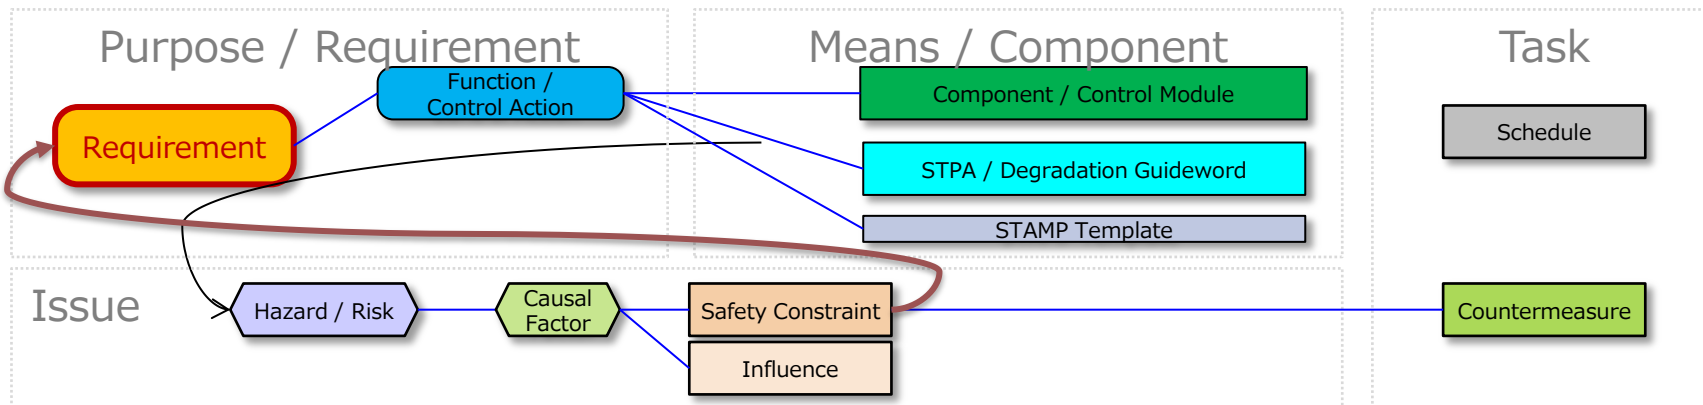 Purpose / Requirement
Means / Component
Task
Function /
Control Action
Component / Control Module
Requirement
Schedule
STPA / Degradation Guideword
STAMP Template
Issue
Hazard / Risk
Causal
Factor
Safety Constraint
Countermeasure
Influence